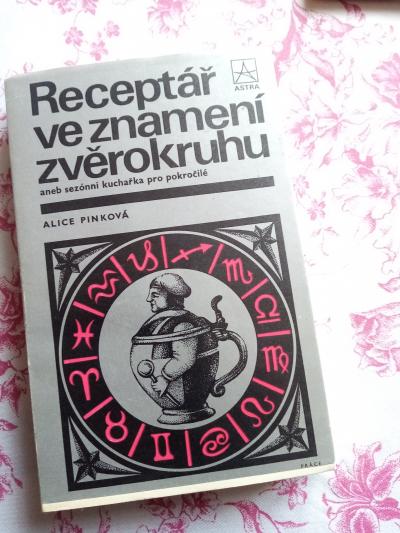 ASTRA
Receptář
ve znamení
zvěrokruhu
aneb sezónní kuchařka pro pokročilé
ALICE PINKOVÁ
PRÁCE